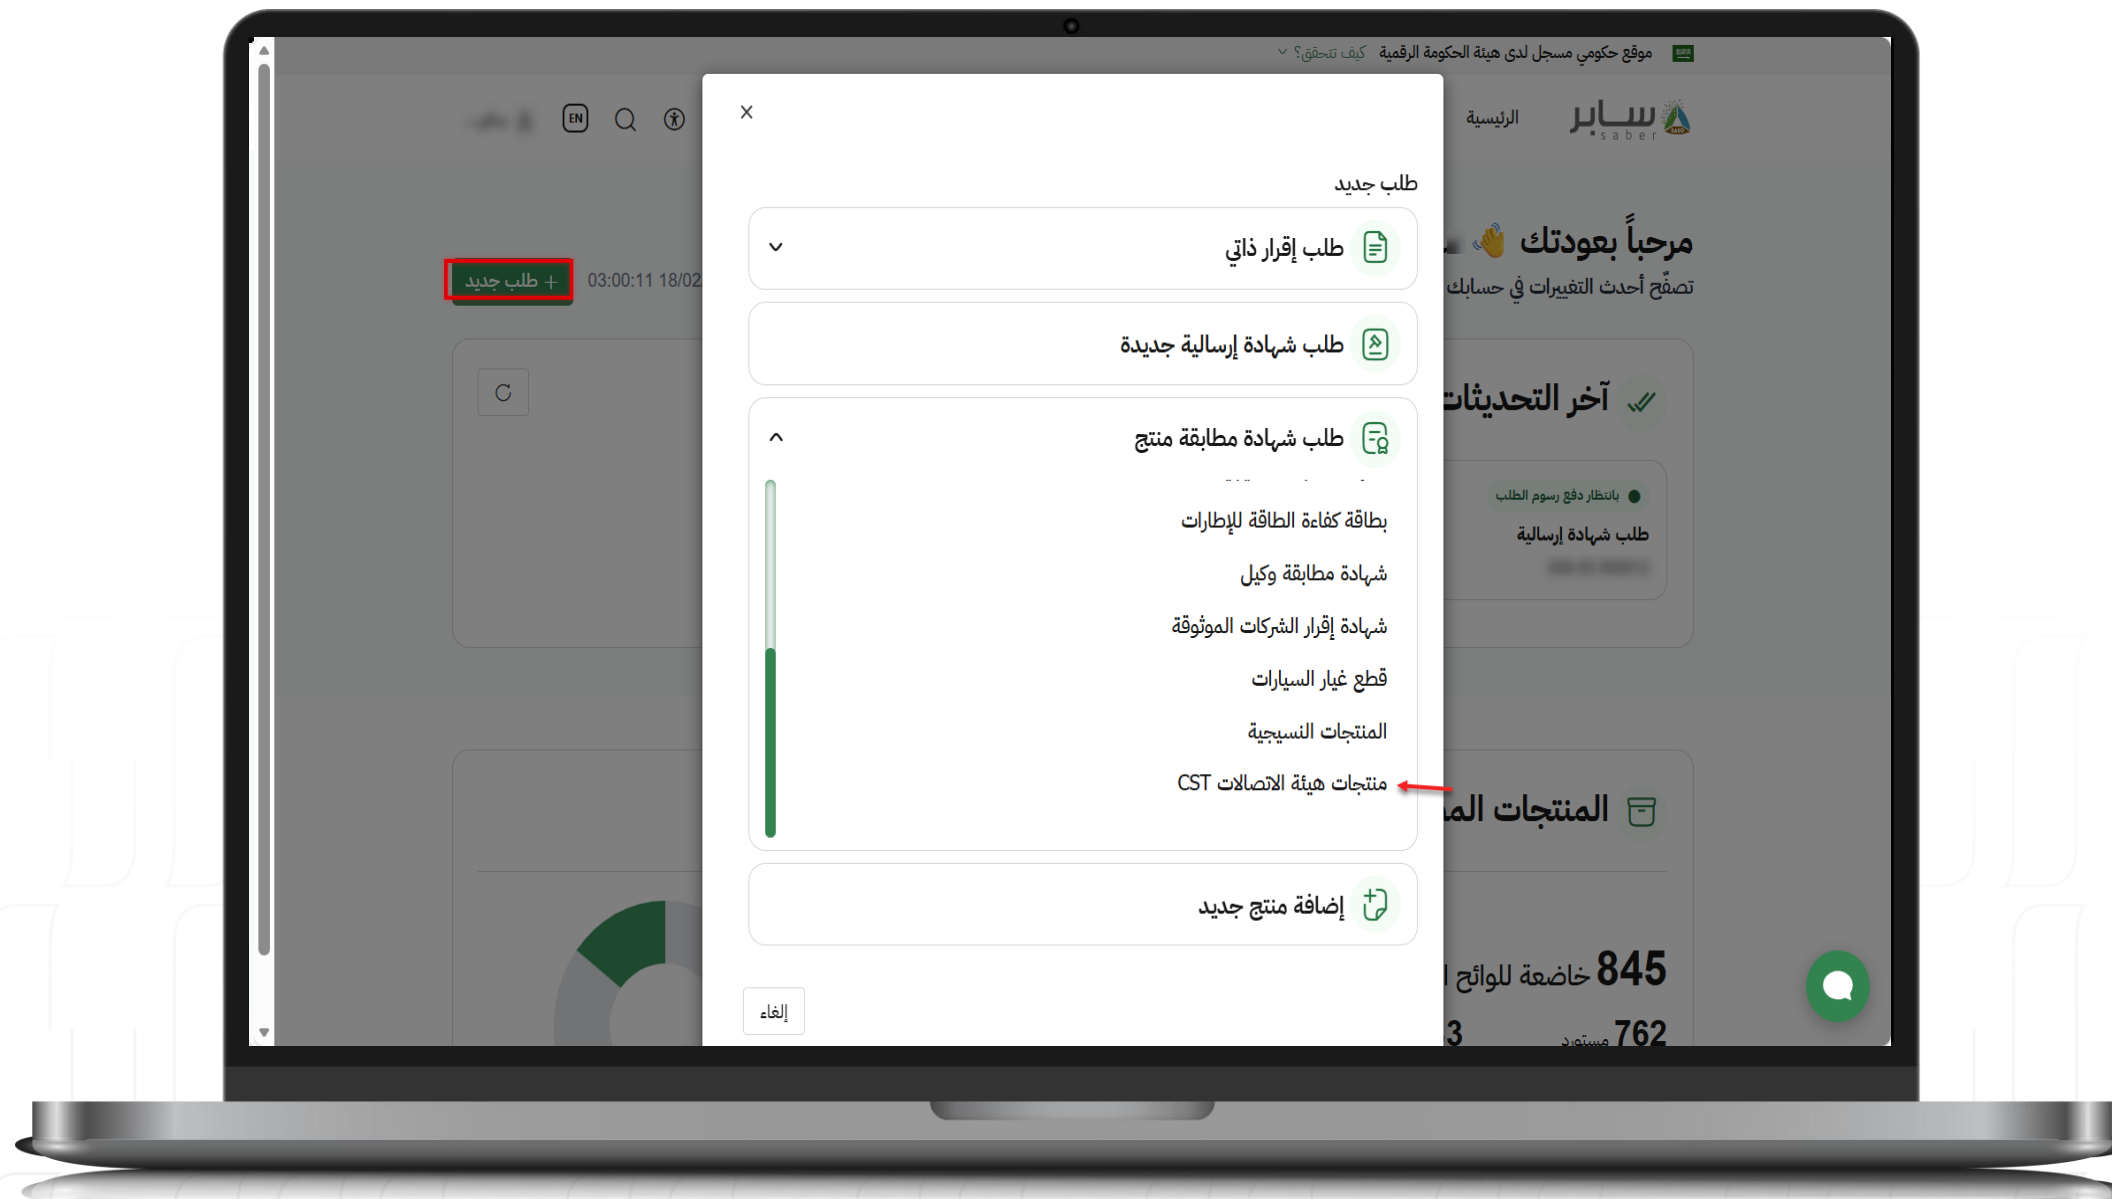 موقع حكومي مسجل لدى هيئة الحكومة الرقمية كيف تتحقق؟
سابر
saber
الرئيسية
EN
مرحباً بعودتك
تصفّح أحدث التغييرات في حسابك
03:00:11 18/02
+ طلب جديد
آخر التحديثات
بانتظار دفع رسوم الطلب
طلب شهادة إرسالية
المنتجات
845 خاضعة للوائح
762 مستورد
3
طلب جديد
طلب إقرار ذاتي
طلب شهادة إرسالية جديدة
طلب شهادة مطابقة منتج
بطاقة كفاءة الطاقة للإطارات
شهادة مطابقة وكيل
شهادة إقرار الشركات الموثوقة
قطع غيار السيارات
المنتجات النسيجية
منتجات هيئة الاتصالات CST
إضافة منتج جديد
إلغاء